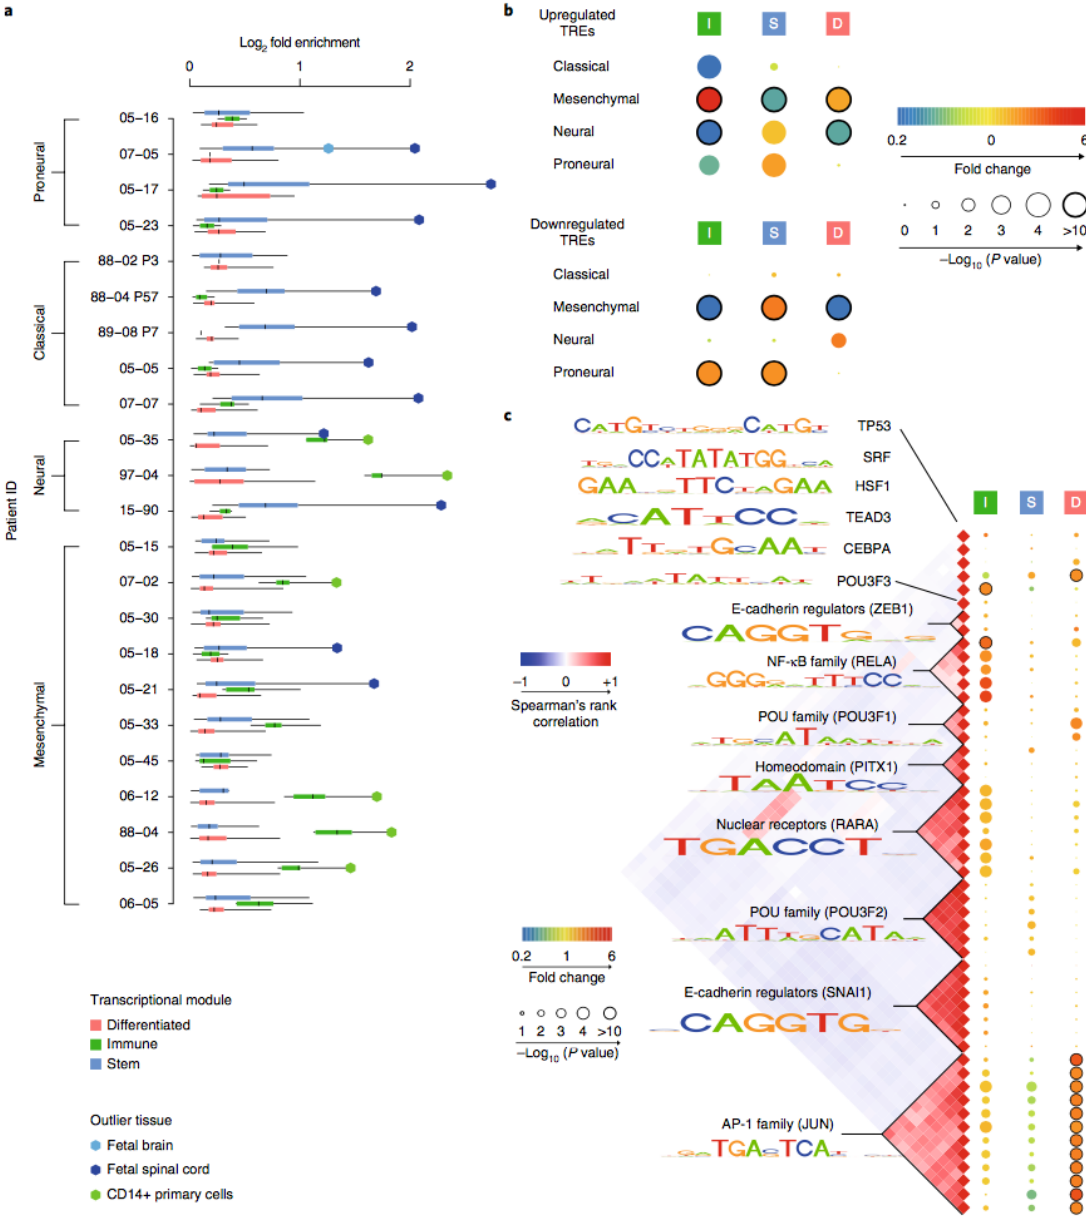 a
Log2 fold enrichment
0 1 2
Proneural
05–16
07–05
05–17
05–23
Classical
88–02 P3
88–04 P57
89–08 P7
05–05
07–07
Patient ID
Neural
05–35
97–04
15–90
Mesenchymal
05–15
07–02
05–30
05–18
05–21
05–33
05–45
06–12
88–04
05–26
06–05
Transcriptional module
Differentiated
Immune
Stem
Outlier tissue
Fetal brain
Fetal spinal cord
CD14+ primary cells
b
Upregulated
TREs
I S D
Classical
Mesenchymal
Neural
Proneural
Downregulated
TREs
I S D
Classical
Mesenchymal
Neural
Proneural
0.2 0 6
Fold change
0 1 2 3 4 >10
–Log10 (P value)
c
TP53
SRF
HSF1
TEAD3
CEBPA
POU3F3
I S D
E-cadherin regulators (ZEB1)
CAGGTG
NF-κB family (RELA)
POU family (POU3F1)
Homeodomain (PITX1)
TAATCC
Nuclear receptors (RARA)
TGACCT
POU family (POU3F2)
E-cadherin regulators (SNAI1)
CAGGTG
AP-1 family (JUN)
–1 0 +1
Spearman's rank
correlation
0.2 1 6
Fold change
1 2 3 4 >10
–Log10 (P value)